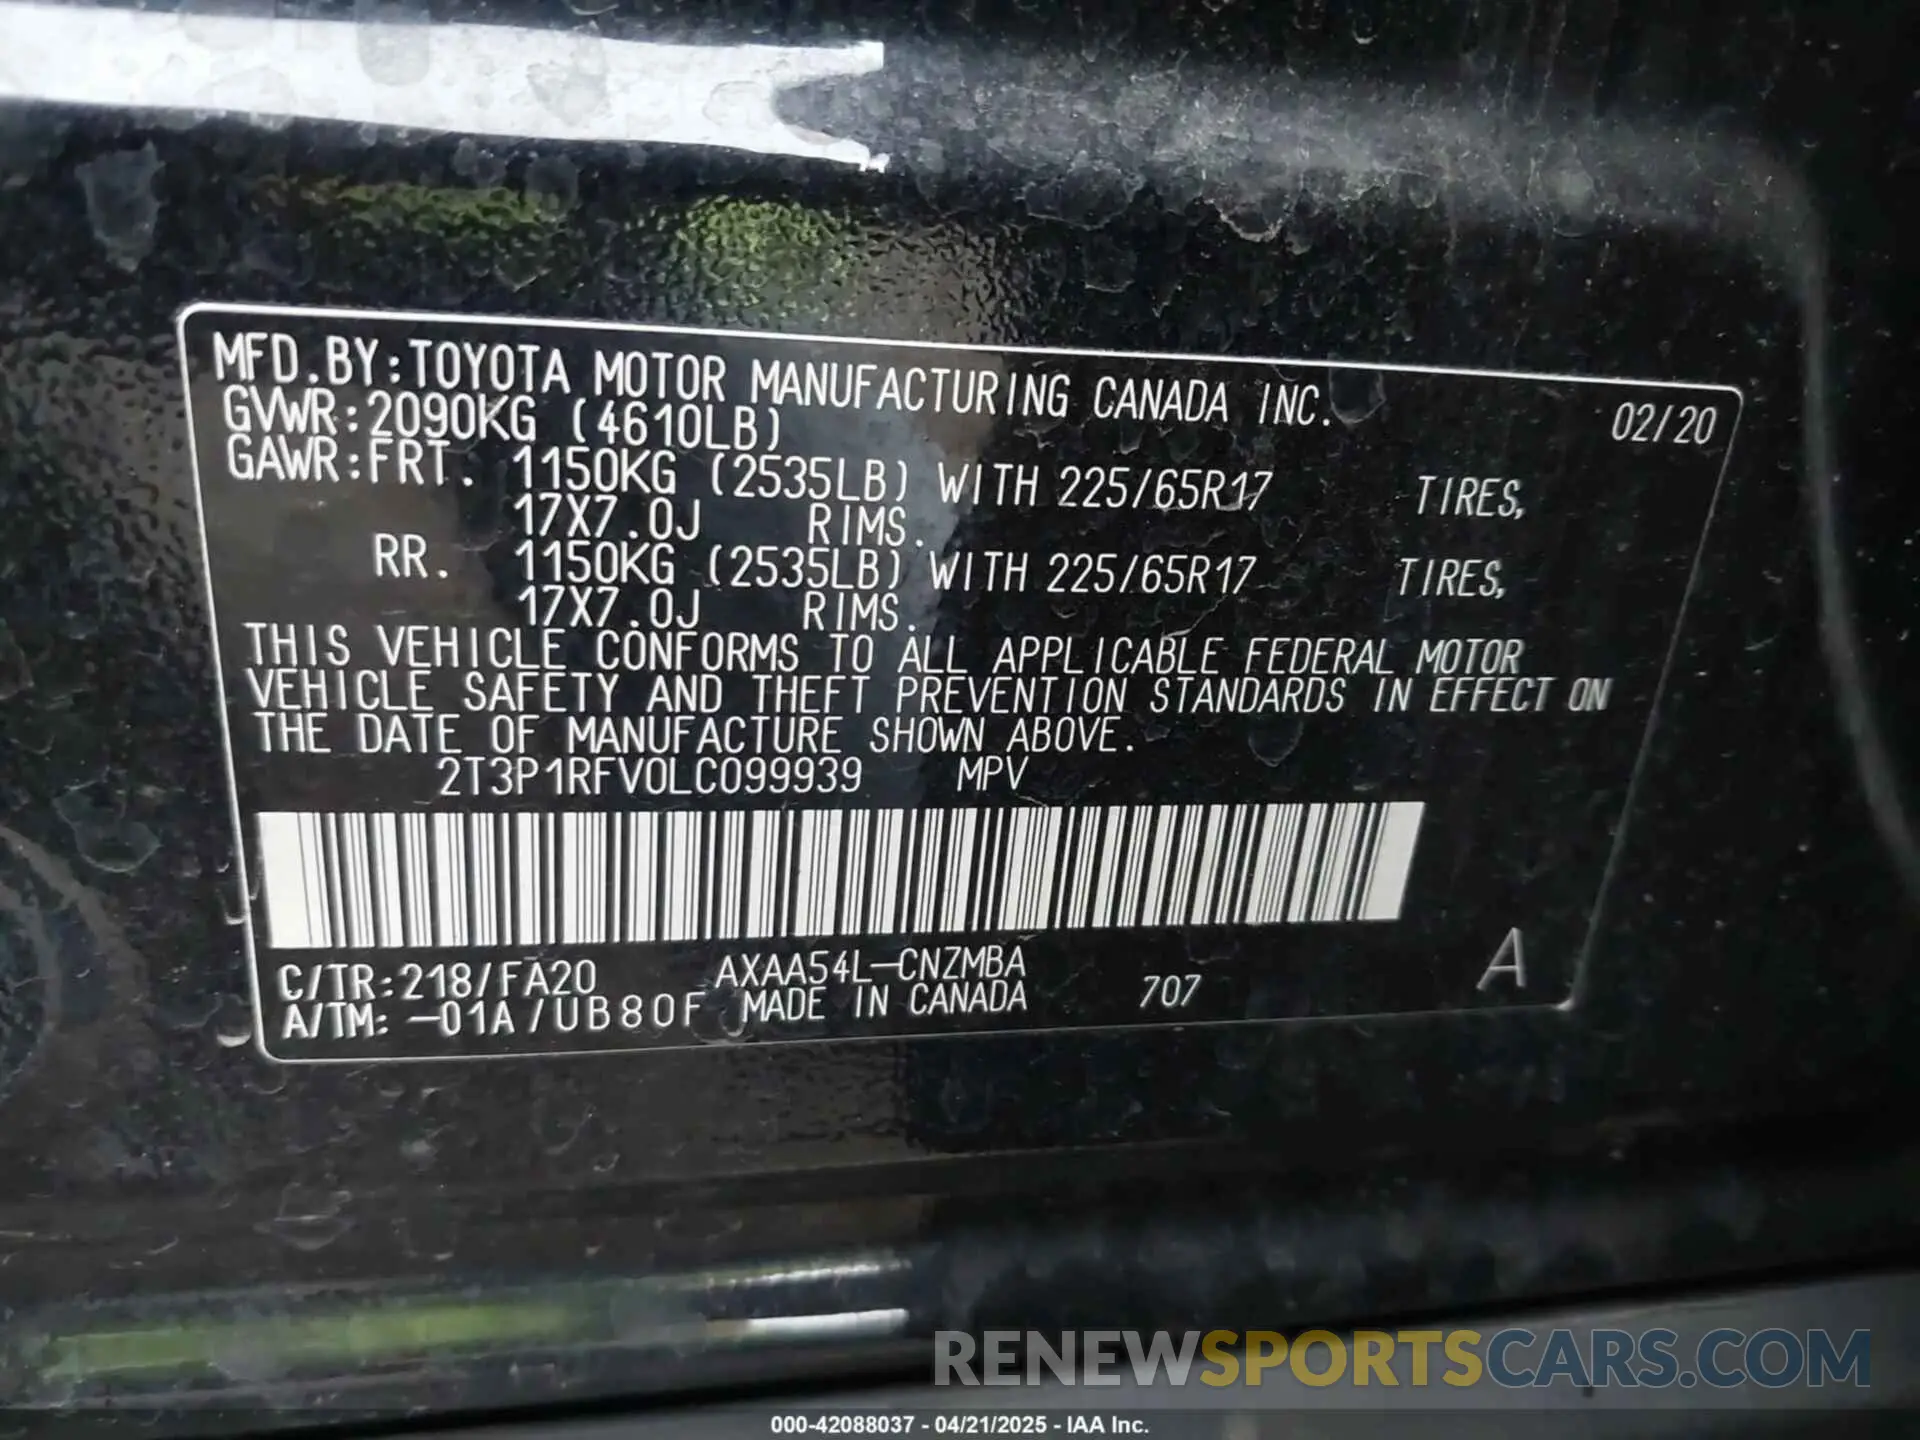 MFD.BY:TOYOTA MOTOR MANUFACTURING CANADA INC. 02/20
GVWR:2090KG (4610LB)
GAWR:FRT. 1150KG (2535LB) WITH 225/65R17 TIRES,
17X7.0J RIMS.
RR. 1150KG (2535LB) WITH 225/65R17 TIRES,
17X7.0J RIMS.
THIS VEHICLE CONFORMS TO ALL APPLICABLE FEDERAL MOTOR
VEHICLE SAFETY AND THEFT PREVENTION STANDARDS IN EFFECT ON
THE DATE OF MANUFACTURE SHOWN ABOVE.
2T3P1RFV0LC099939 MPV
C/TR:218/FA20 AXAA54L-CNZMBA A
A/TM: -01A/UB80F MADE IN CANADA 707
RENEWSPORTSCARS.COM
000-42088037 - 04/21/2025 - IAA Inc.